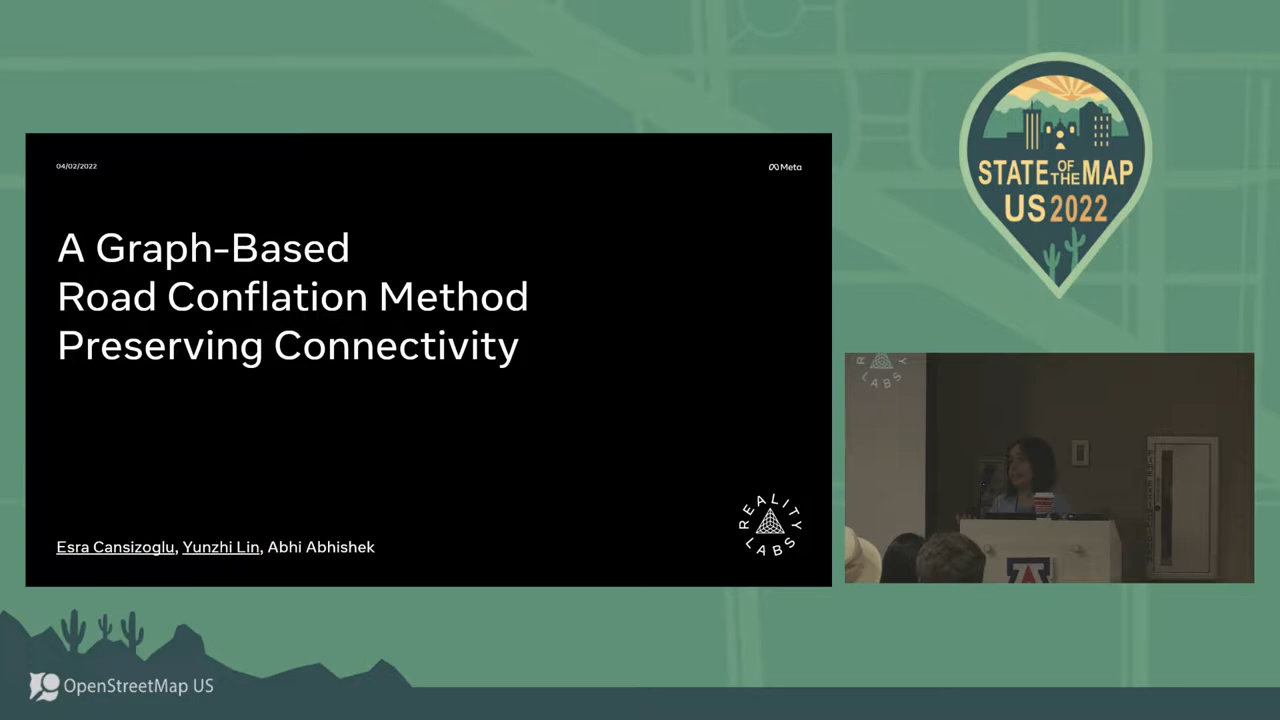 04/02/2022
Meta
A Graph-Based
Road Conflation Method
Preserving Connectivity
Esra Cansizoglu, Yunzhi Lin, Abhi Abhishek
REALITY LABS
STATE OF THE MAP
US 2022
LABS
OpenStreetMap US